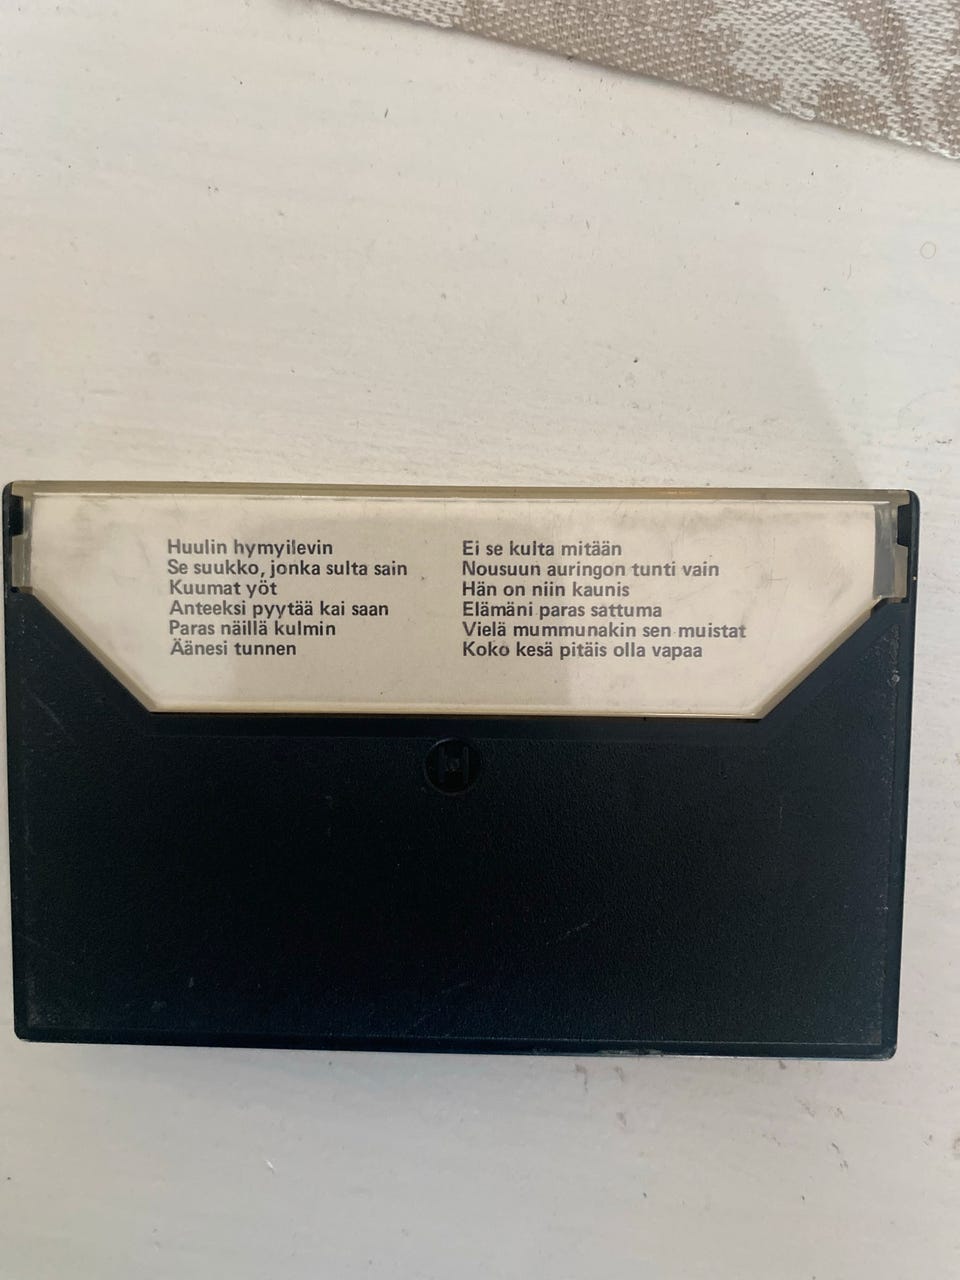 Huulin hymyilevin
Se suukko, jonka sulta sain
Kuumat yöt
Anteeksi pyytää kai saan
Paras näillä kulmin
Äänesi tunnen
Ei se kulta mitään
Nousuun auringon tunti vain
Hän on niin kaunis
Elämäni paras sattuma
Vielä mummunakin sen muistat
Koko kesä pitäis olla vapaa